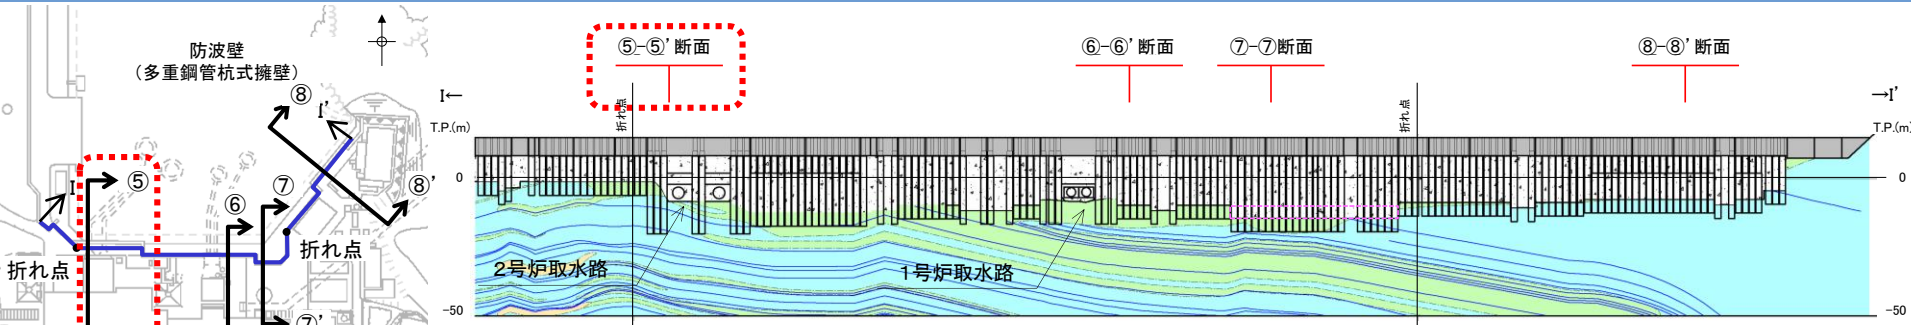 防波壁
(多重鋼管杭式擁壁)
⑧
I'
I
⑤
⑦
⑧'
⑥
折れ点
折れ点
⑦'
⑤-⑤'断面
⑥-⑥'断面
⑦-⑦断面
⑧-⑧'断面
I←
→I'
折れ点
折れ点
T.P.(m)
T.P.(m)
0
0
2号炉取水路
1号炉取水路
-50
-50